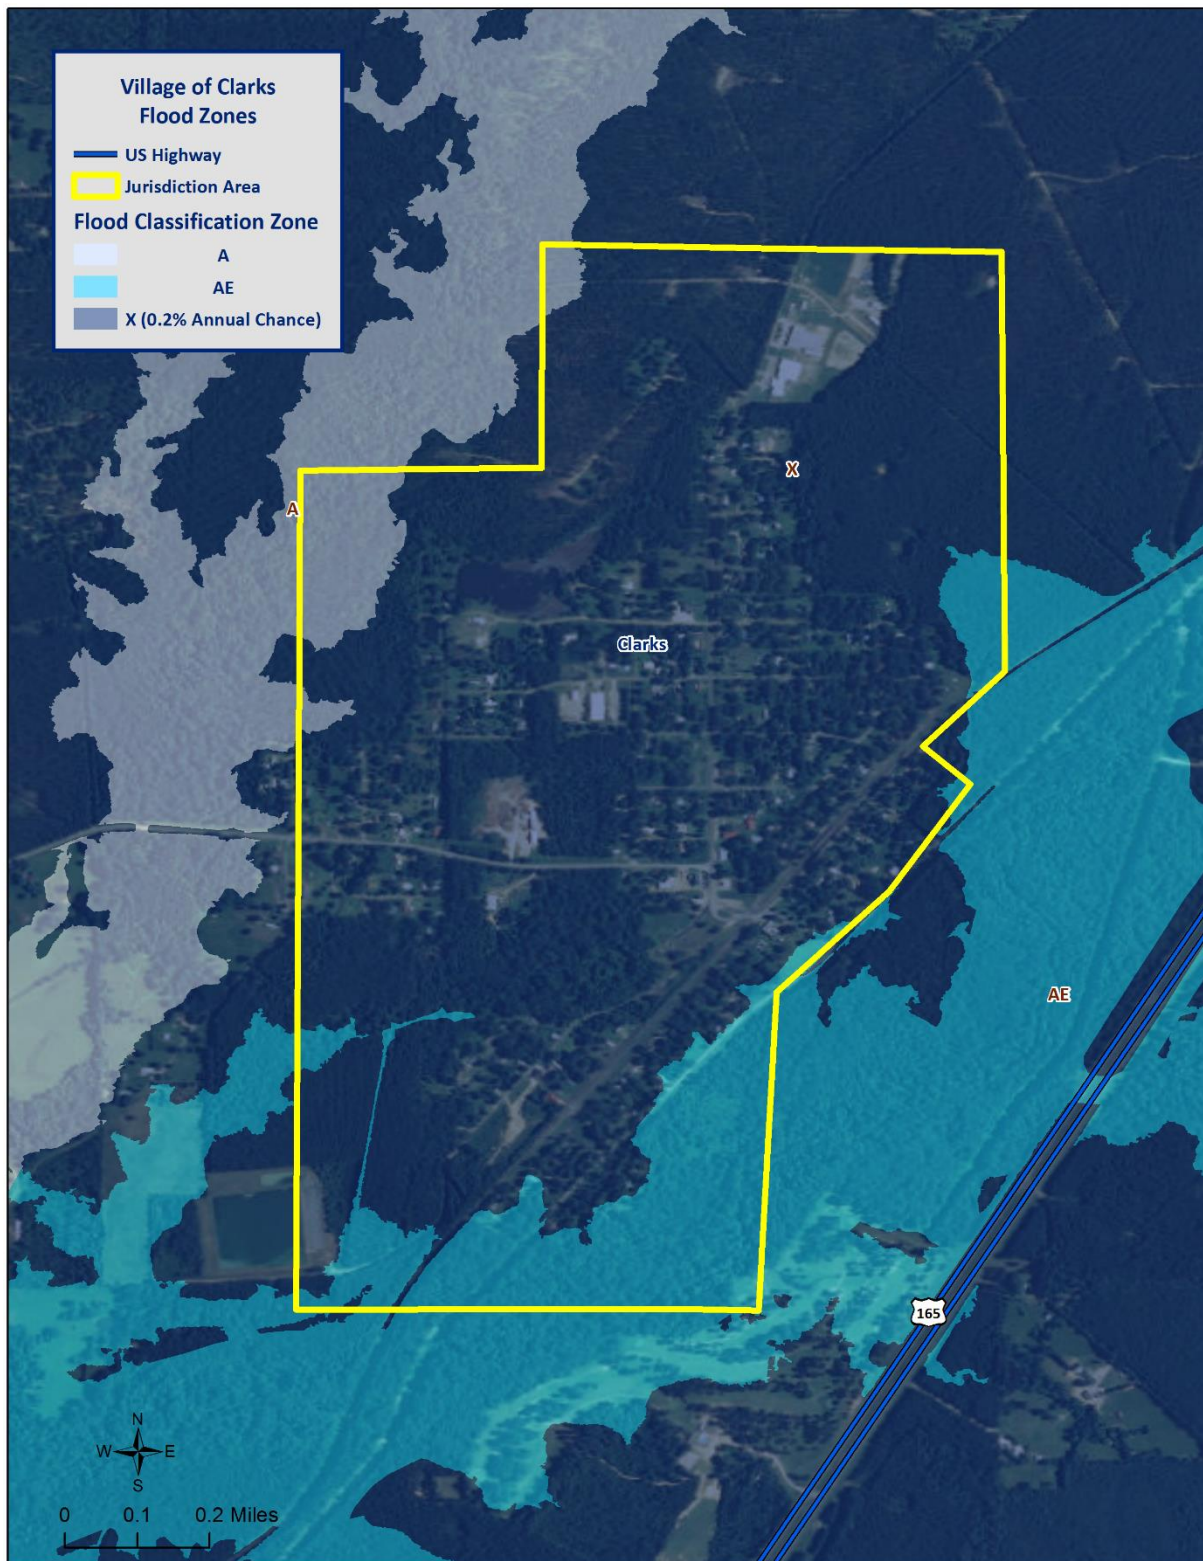 Village of Clarks
Flood Zones
US Highway
Jurisdiction Area
Flood Classification Zone
A
AE
X (0.2% Annual Chance)
X
A
Clarks
AE
165
N
W E
S
0 0.1 0.2 Miles